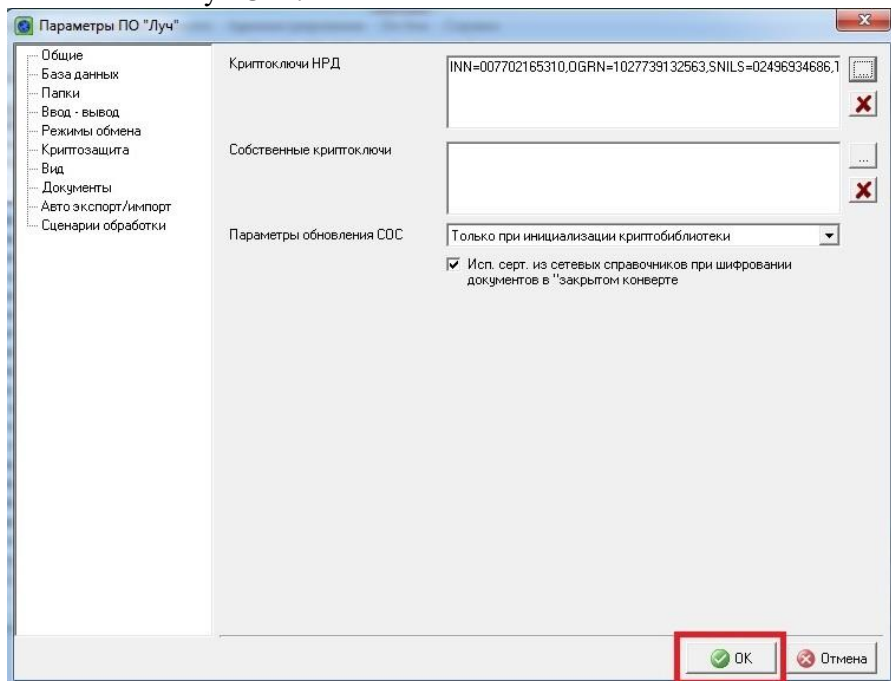 Параметры ПО "Луч"
Общие
База данных
Папки
Ввод - вывод
Режимы обмена
Криптозащита
Вид
Документы
Авто экспорт/импорт
Сценарии обработки
Криптоключи НРД
INN=007702165310,OGRN=1027739132563,SNILS=02496934686,
...
Собственные криптоключи
...
Параметры обновления СОС
Только при инициализации криптобиблиотеки
Исп. серт. из сетевых справочников при шифровании
документов в "закрытом конверте
OK
Отмена